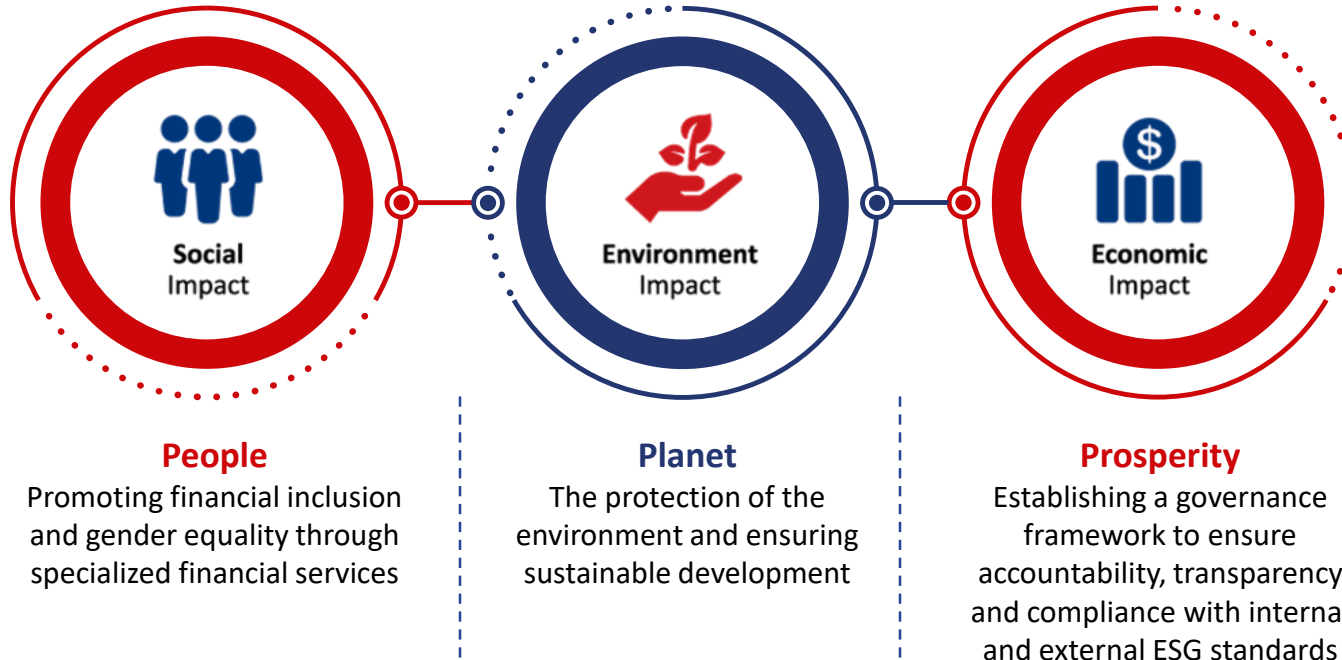 Social
Impact
Environment
Impact
$
Economic
Impact
People
Promoting financial inclusion
and gender equality through
specialized financial services
Planet
The protection of the
environment and ensuring
sustainable development
Prosperity
Establishing a governance
framework to ensure
accountability, transparency
and compliance with interna
and external ESG standards